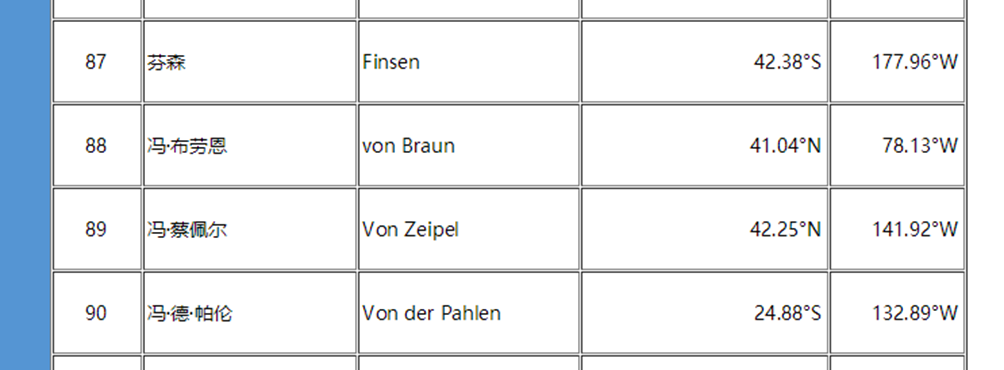 87 芬森 Finsen 42.38°S 177.96°W
88 冯·布劳恩 von Braun 41.04°N 78.13°W
89 冯·蔡佩尔 Von Zeipel 42.25°N 141.92°W
90 冯·德·帕伦 Von der Pahlen 24.88°S 132.89°W